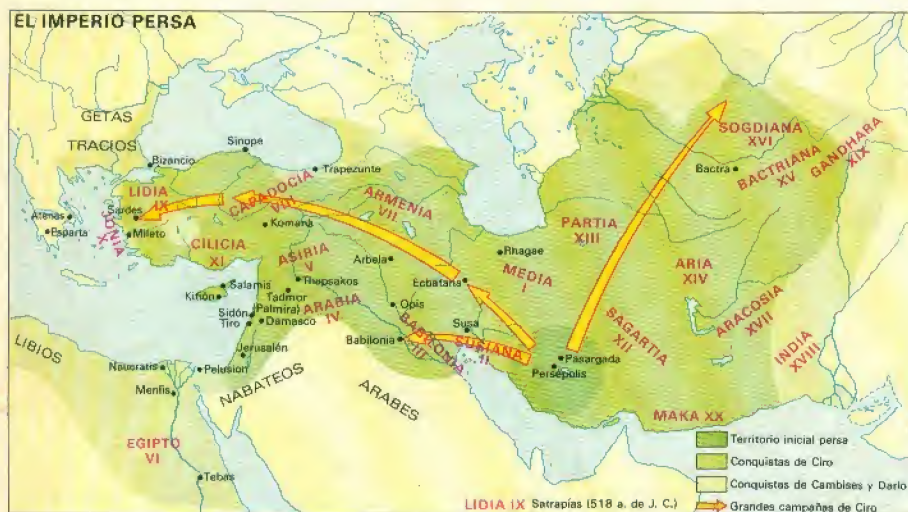 EL IMPERIO PERSA
GETAS
TRACIOS
Bizancio
Sinope
Trapezunte
SOGDIANA
XVI
Bactra
BACTRIANA
XV
GANDHARA
XIX
LIDIA
IX
Sardes
Atenas
Esparta
JONIA
X
Mileto
CAPADOCIA
VIII
Komana
CILICIA
XI
ARMENIA
VII
ASIRIA
V
Arbela
Thapsakos
Rhagae
MEDIA
I
Ecbatana
PARTIA
XIII
ARIA
XIV
Salamis
Kitión
Tadmor
(Palmira)
ARABIA
IV
Sidón
Tiro
Damasco
Opis
Babilonia
BABILONIA
III
Susa
SUSIANA
II
SAGARTIA
XII
ARACOSIA
XVII
INDIA
XVIII
Pasargada
Persépolis
LIBIOS
Naucratis
Pelusion
Menfis
Jerusalén
NABATEOS
ARABES
MAKA XX
EGIPTO
VI
Tebas
Territorio inicial persa
Conquistas de Ciro
Conquistas de Cambises y Darío
Grandes campañas de Ciro
LIDIA IX Satrapías (518 a. de J. C.)